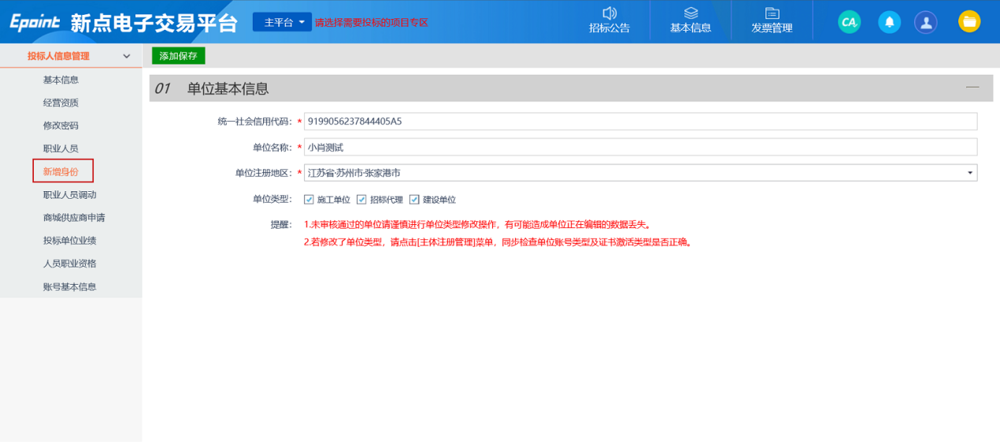 Epoint 新点电子交易平台
主平台 请选择需要投标的项目专区
招标公告
基本信息
发票管理
CA
投标人信息管理
基本信息
经营资质
修改密码
职业人员
新增身份
职业人员调动
商城供应商申请
投标单位业绩
人员职业资格
账号基本信息
添加保存
01 单位基本信息
统一社会信用代码：* 9199056237844405A5
单位名称：* 小肖测试
单位注册地区：* 江苏省·苏州市·张家港市
单位类型： 施工单位 招标代理 建设单位
提醒： 1.未审核通过的单位请谨慎进行单位类型修改操作，有可能造成单位正在编辑的数据丢失。
2.若修改了单位类型，请点击[主体注册管理]菜单，同步检查单位账号类型及证书激活类型是否正确。